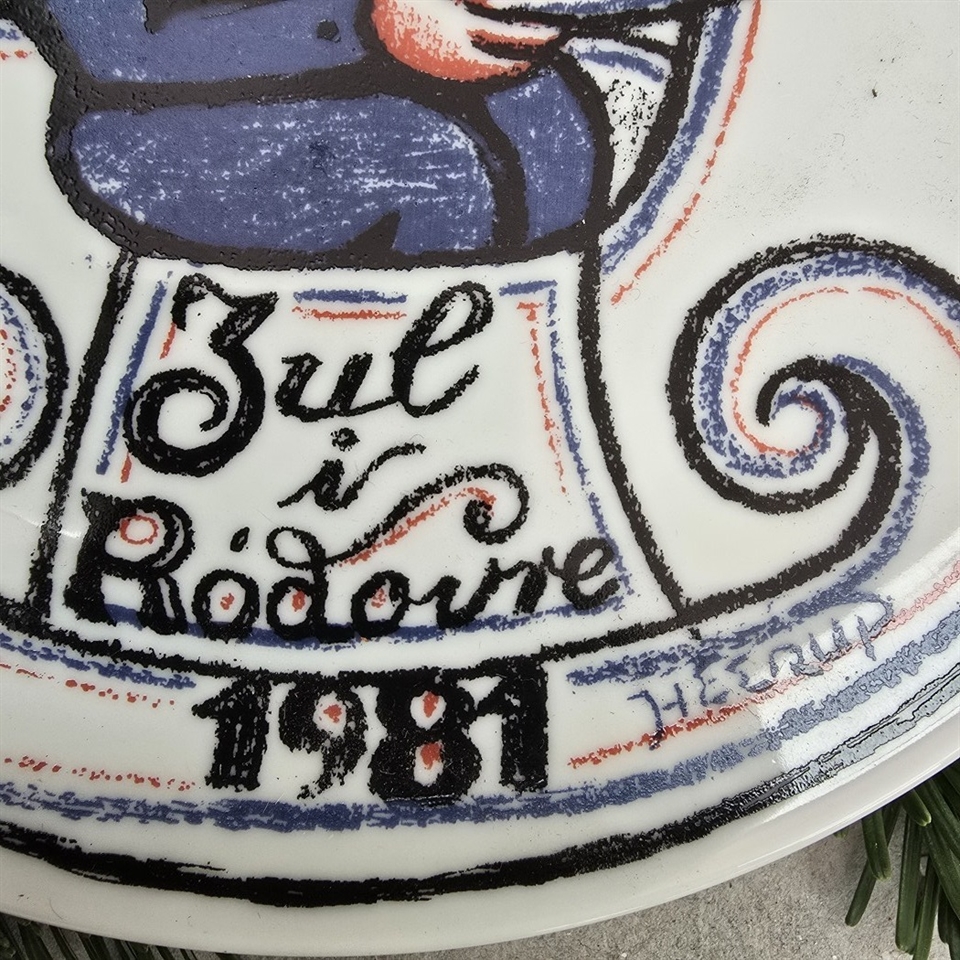 Jul
i
Rødovre
1981
HEERUP